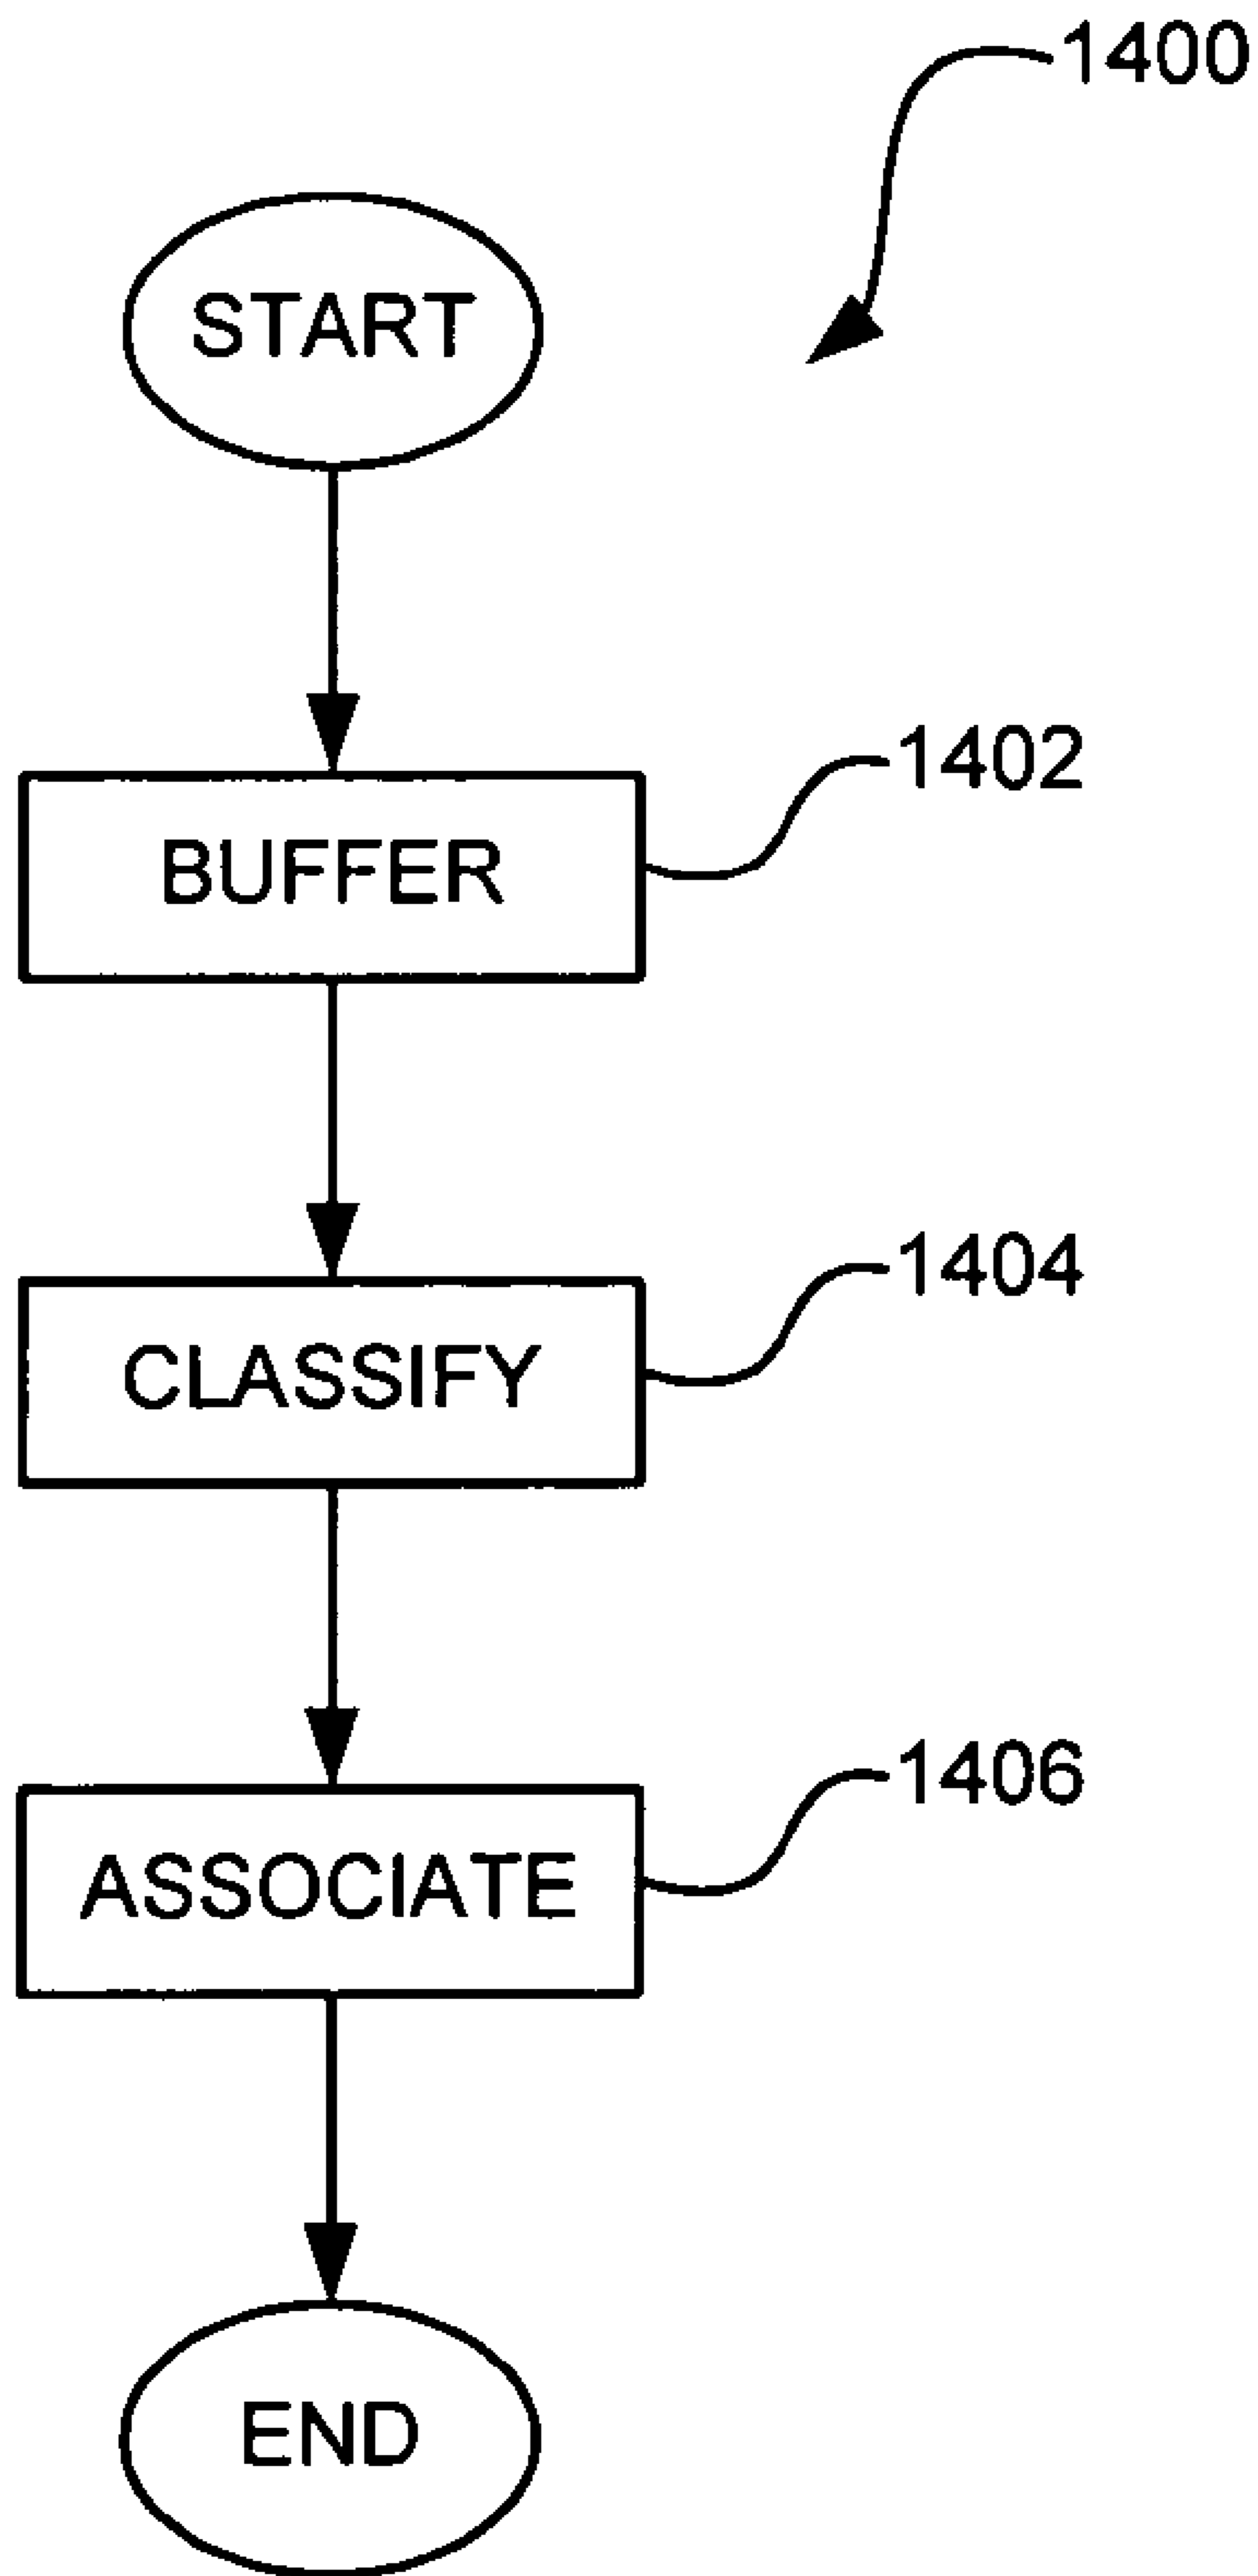 1400
START
1402
BUFFER
1404
CLASSIFY
1406
ASSOCIATE
END